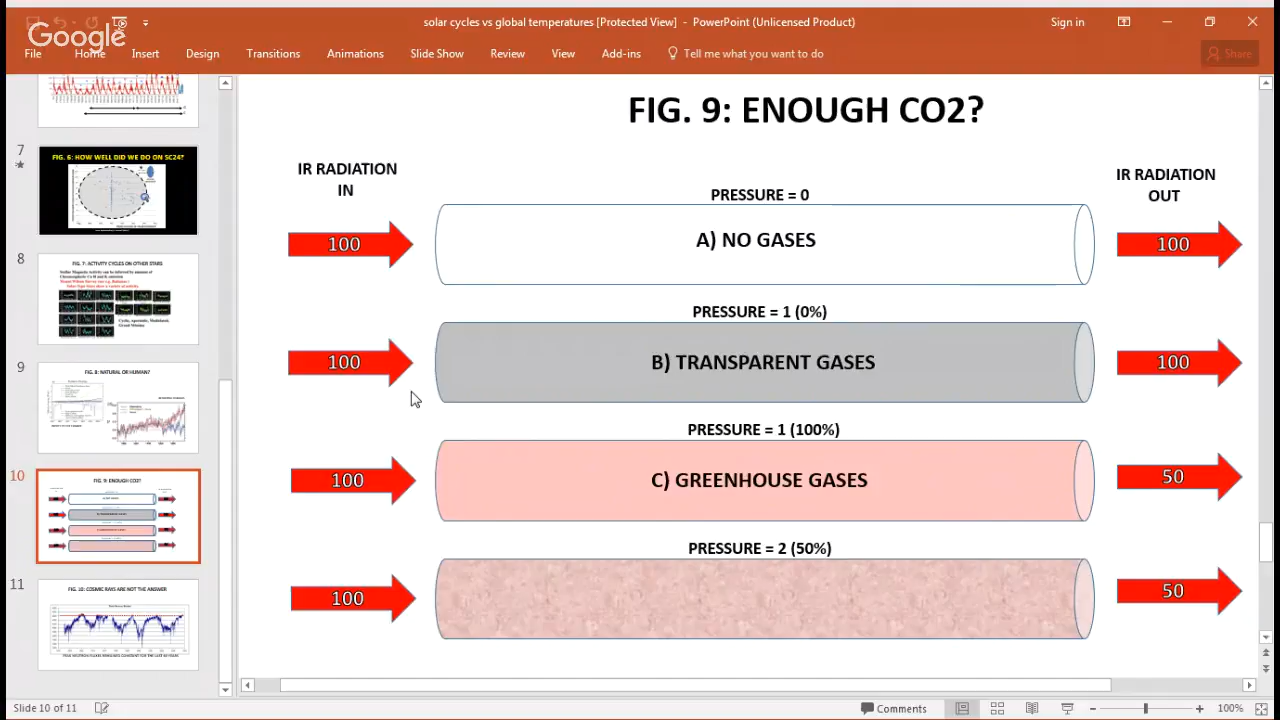 solar cycles vs global temperatures [Protected View] - PowerPoint (Unlicensed Product)
Sign in
Google
File Home Insert Design Transitions Animations Slide Show Review View Add-ins Tell me what you want to do Share
7
FIG. 6: HOW WELL DID WE DO ON SC24?
8
FIG. 7: ACTIVITY CYCLES ON OTHER STARS
9
FIG. 8: NATURAL OR HUMAN?
10
FIG. 9: ENOUGH CO2?
11
FIG. 10: COSMIC RAYS ARE NOT THE ANSWER
FIG. 9: ENOUGH CO2?
IR RADIATION
IN
IR RADIATION
OUT
PRESSURE = 0
100
A) NO GASES
100
PRESSURE = 1 (0%)
100
B) TRANSPARENT GASES
100
PRESSURE = 1 (100%)
100
C) GREENHOUSE GASES
50
PRESSURE = 2 (50%)
100
50
Slide 10 of 11
Comments
100%